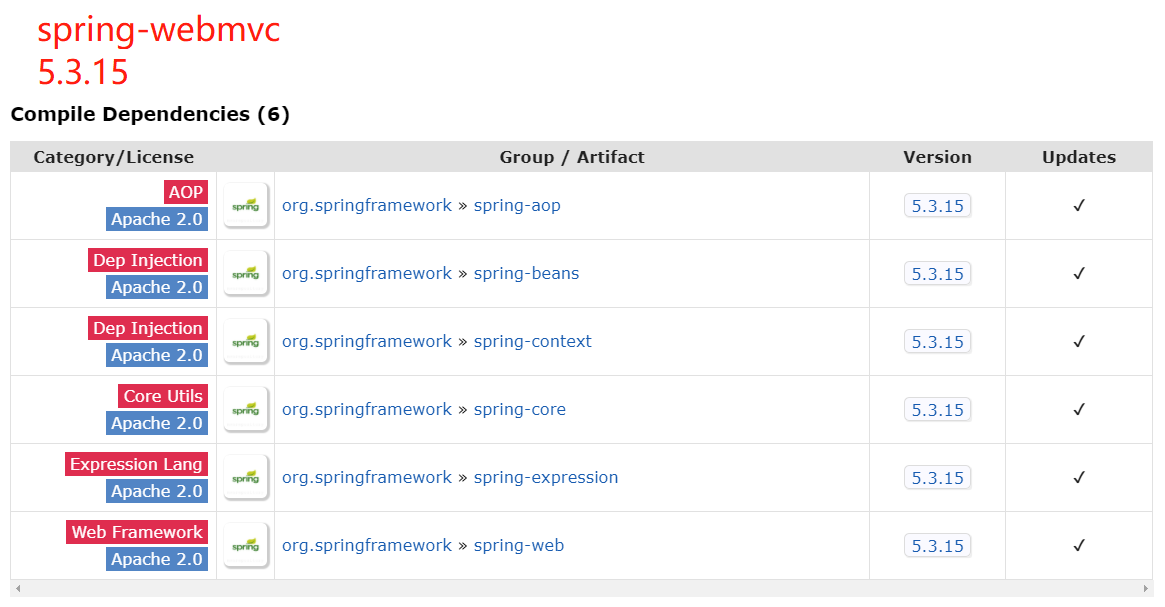 spring-webmvc
5.3.15
Compile Dependencies (6)
Category/License Group / Artifact Version Updates
AOP
Apache 2.0
spring
org.springframework » spring-aop 5.3.15 ✓
Dep Injection
Apache 2.0
spring
org.springframework » spring-beans 5.3.15 ✓
Dep Injection
Apache 2.0
spring
org.springframework » spring-context 5.3.15 ✓
Core Utils
Apache 2.0
spring
org.springframework » spring-core 5.3.15 ✓
Expression Lang
Apache 2.0
spring
org.springframework » spring-expression 5.3.15 ✓
Web Framework
Apache 2.0
spring
org.springframework » spring-web 5.3.15 ✓